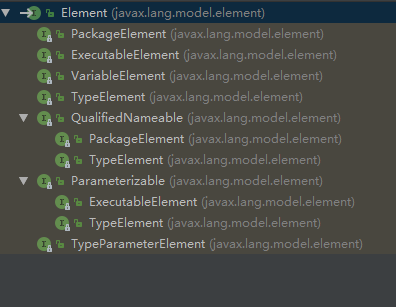 Element (javax.lang.model.element)
PackageElement (javax.lang.model.element)
ExecutableElement (javax.lang.model.element)
VariableElement (javax.lang.model.element)
TypeElement (javax.lang.model.element)
QualifiedNameable (javax.lang.model.element)
PackageElement (javax.lang.model.element)
TypeElement (javax.lang.model.element)
Parameterizable (javax.lang.model.element)
ExecutableElement (javax.lang.model.element)
TypeElement (javax.lang.model.element)
TypeParameterElement (javax.lang.model.element)